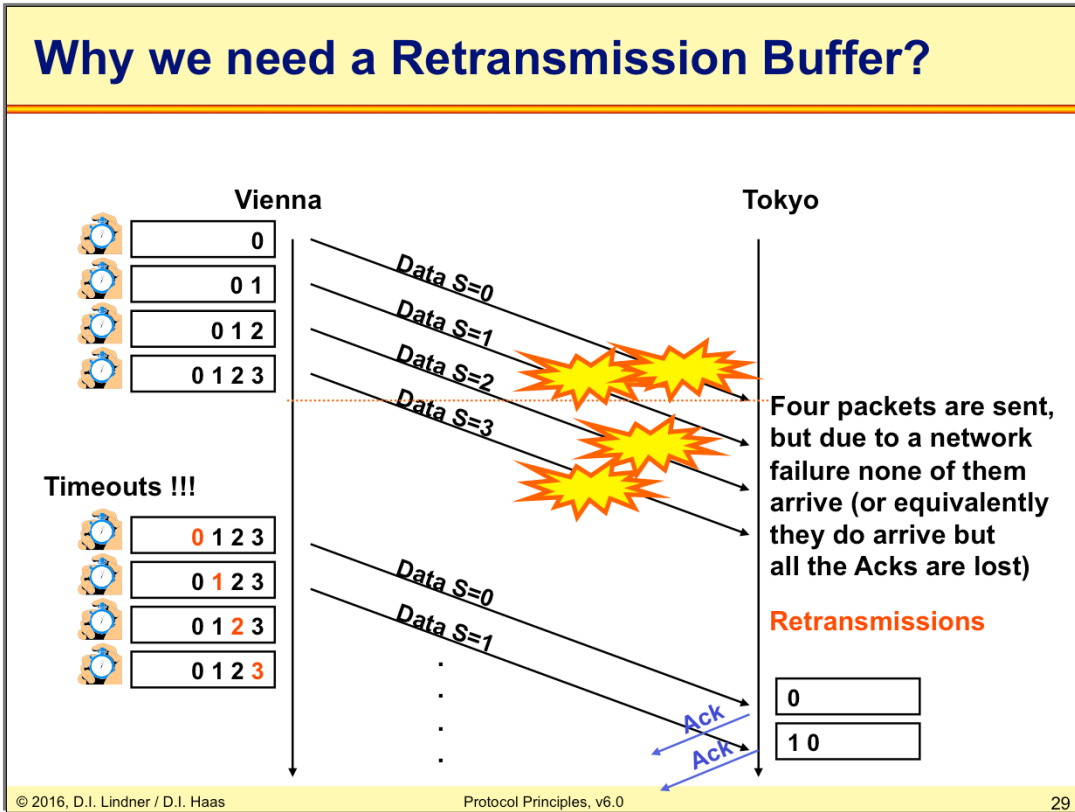 Why we need a Retransmission Buffer?
Vienna
Tokyo
0
0 1
0 1 2
0 1 2 3
Data S=0
Data S=1
Data S=2
Data S=3
Four packets are sent,
but due to a network
failure none of them
arrive (or equivalently
they do arrive but
all the Acks are lost)
Timeouts !!!
0 1 2 3
0 1 2 3
0 1 2 3
0 1 2 3
Data S=0
Data S=1
.
.
.
.
Retransmissions
0
1 0
Ack
Ack
© 2016, D.I. Lindner / D.I. Haas
Protocol Principles, v6.0
29